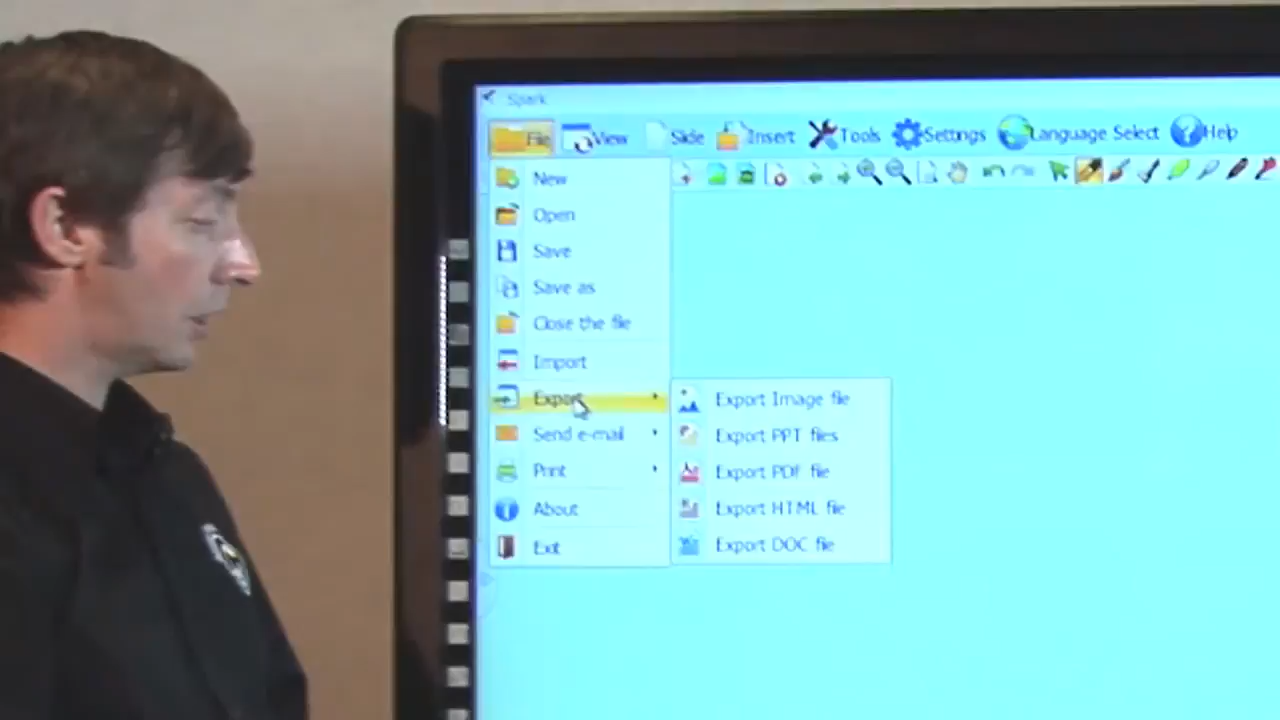 Spark
File View Slide Insert Tools Settings Language Select Help
New
Open
Save
Save as
Close the file
Import
Export
Send e-mail
Print
About
Exit
Export Image file
Export PPT files
Export PDF file
Export HTML file
Export DOC file